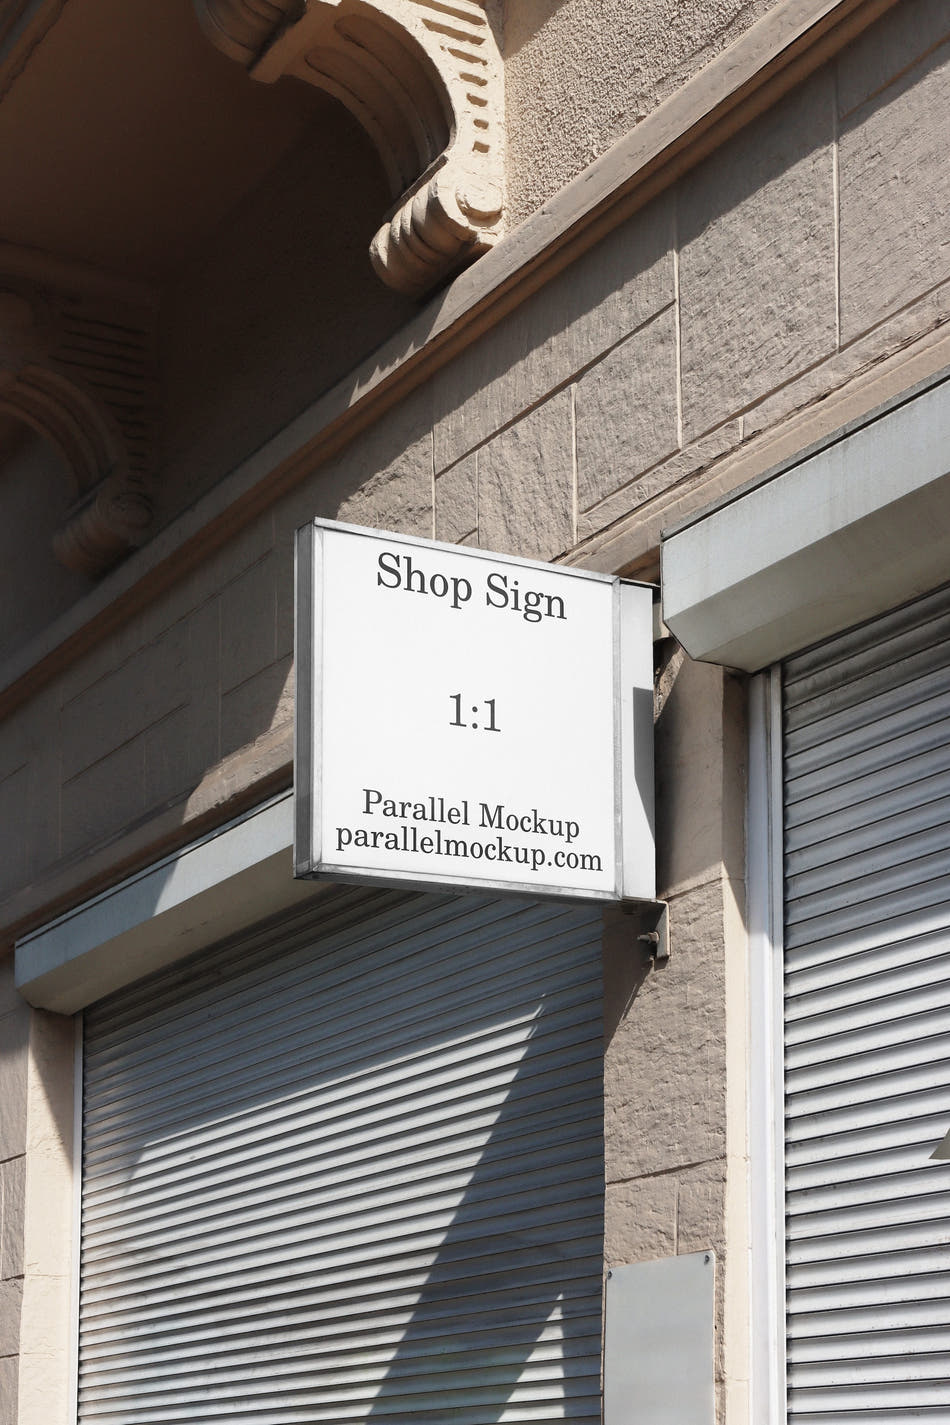 Shop Sign
1:1
Parallel Mockup
parallelmockup.com